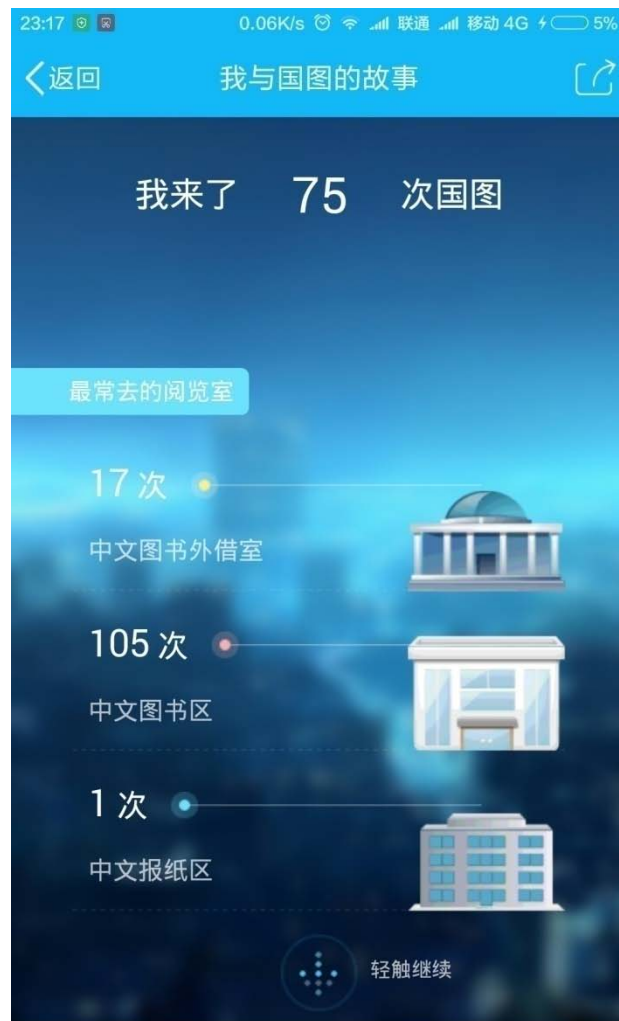 23:17 0.06K/s 联通 移动 4G 5%
返回 我与国图的故事
我来了 75 次国图
最常去的阅览室
17 次
中文图书外借室
105 次
中文图书区
1 次
中文报纸区
轻触继续